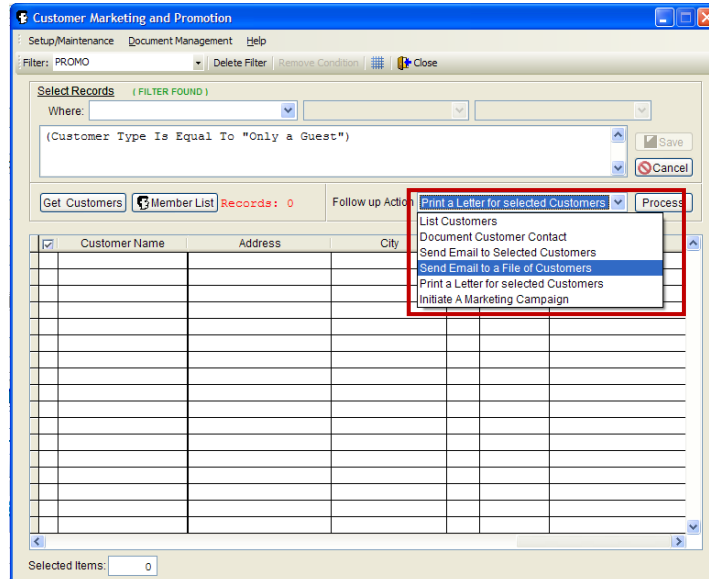 Customer Marketing and Promotion
Setup/Maintenance Document Management Help
Filter: PROMO Delete Filter Remove Condition Close
Select Records ( FILTER FOUND )
Where:
(Customer Type Is Equal To "Only a Guest")
Save
Cancel
Get Customers Member List Records: 0 Follow up Action Print a Letter for selected Customers Process
List Customers
Document Customer Contact
Send Email to Selected Customers
Send Email to a File of Customers
Print a Letter for selected Customers
Initiate A Marketing Campaign
Customer Name Address City
Selected Items: 0